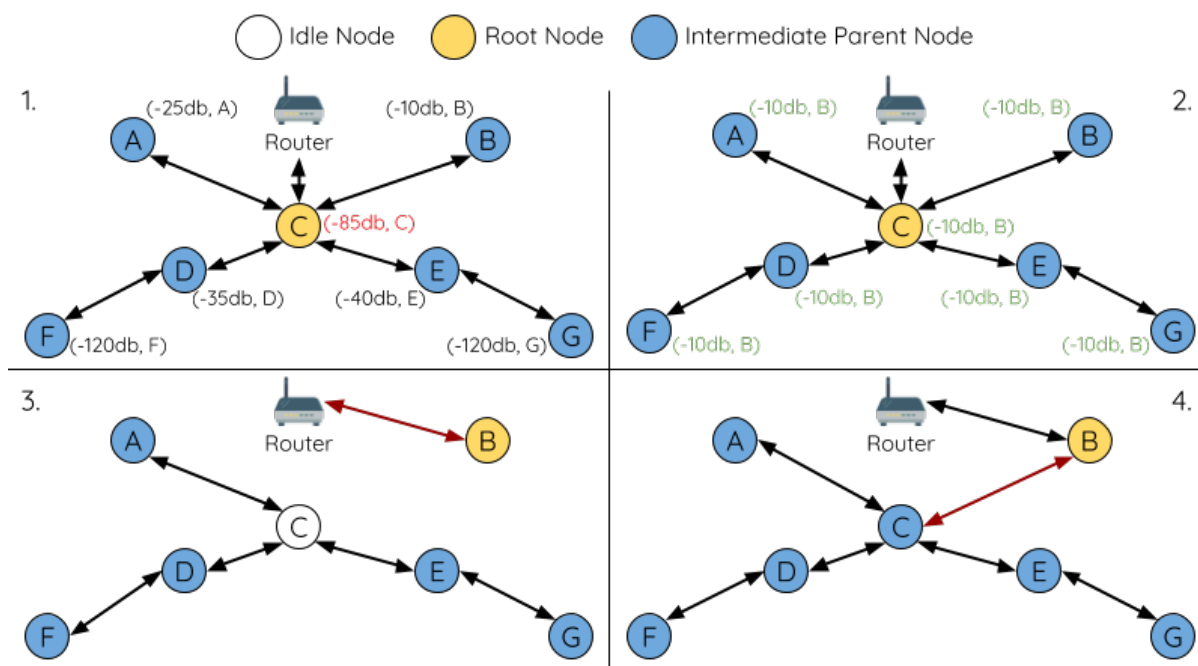 Idle Node
Root Node
Intermediate Parent Node
1.
(-25db, A)
(-10db, B)
A
B
Router
C
(-85db, C)
D
E
(-35db, D)
(-40db, E)
F
(-120db, F)
(-120db, G)
G
2.
(-10db, B)
(-10db, B)
A
B
Router
C
(-10db, B)
D
E
(-10db, B)
(-10db, B)
F
(-10db, B)
(-10db, B)
G
3.
A
Router
B
C
D
E
F
G
4.
A
Router
B
C
D
E
F
G